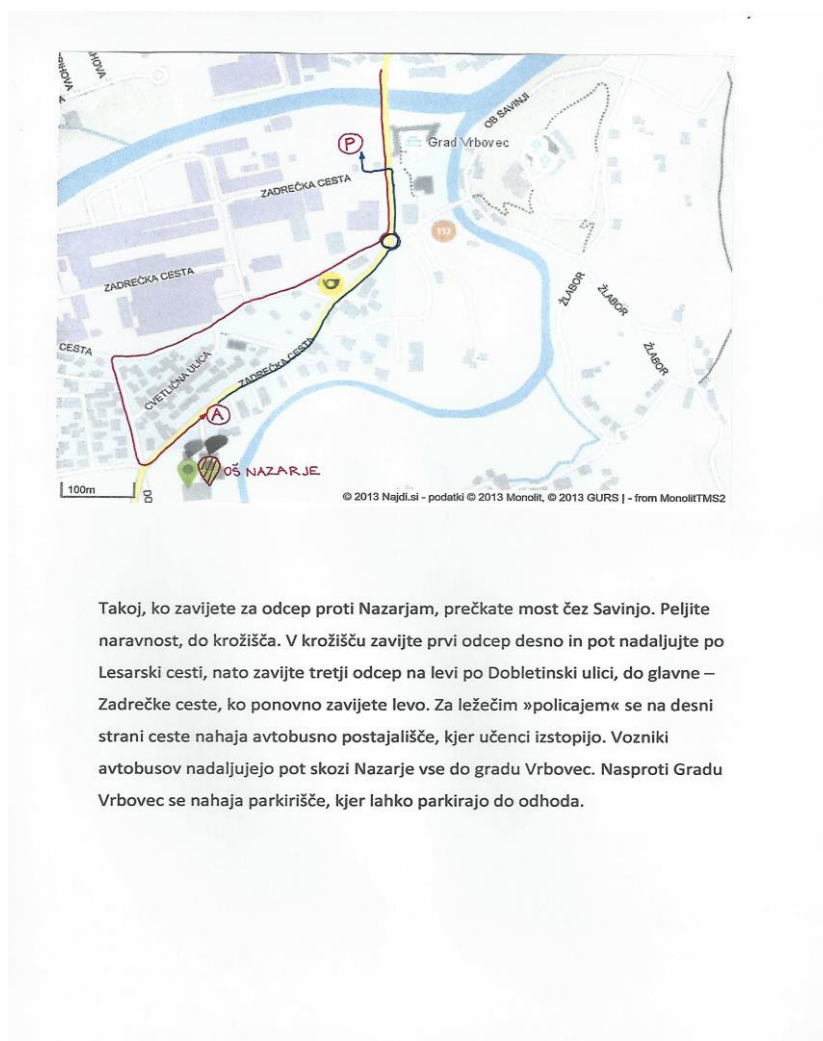 RIHOVA
HOVA
A
OB SAVINJI
Grad Vrbovec
P
ZADREČKA CESTA
112
ZADREČKA CESTA
ŽLABOR
ŽLABOR
ŽLABOR
CESTA
CVETLIČNA ULICA
ZADREČKA CESTA
A
OŠ NAZARJE
100m
DO
© 2013 Najdi.si - podatki © 2013 Monolit, © 2013 GURS | - from MonolitTMS2
Takoj, ko zavijete za odcep proti Nazarjam, prečkate most čez Savinjo. Peljite
naravnost, do krožišča. V krožišču zavijte prvi odcep desno in pot nadaljujte po
Lesarski cesti, nato zavijte tretji odcep na levi po Dobletinski ulici, do glavne –
Zadrečke ceste, ko ponovno zavijete levo. Za ležečim »policajem« se na desni
strani ceste nahaja avtobusno postajališče, kjer učenci izstopijo. Vozniki
avtobusov nadaljujejo pot skozi Nazarje vse do gradu Vrbovec. Nasproti Gradu
Vrbovec se nahaja parkirišče, kjer lahko parkirajo do odhoda.